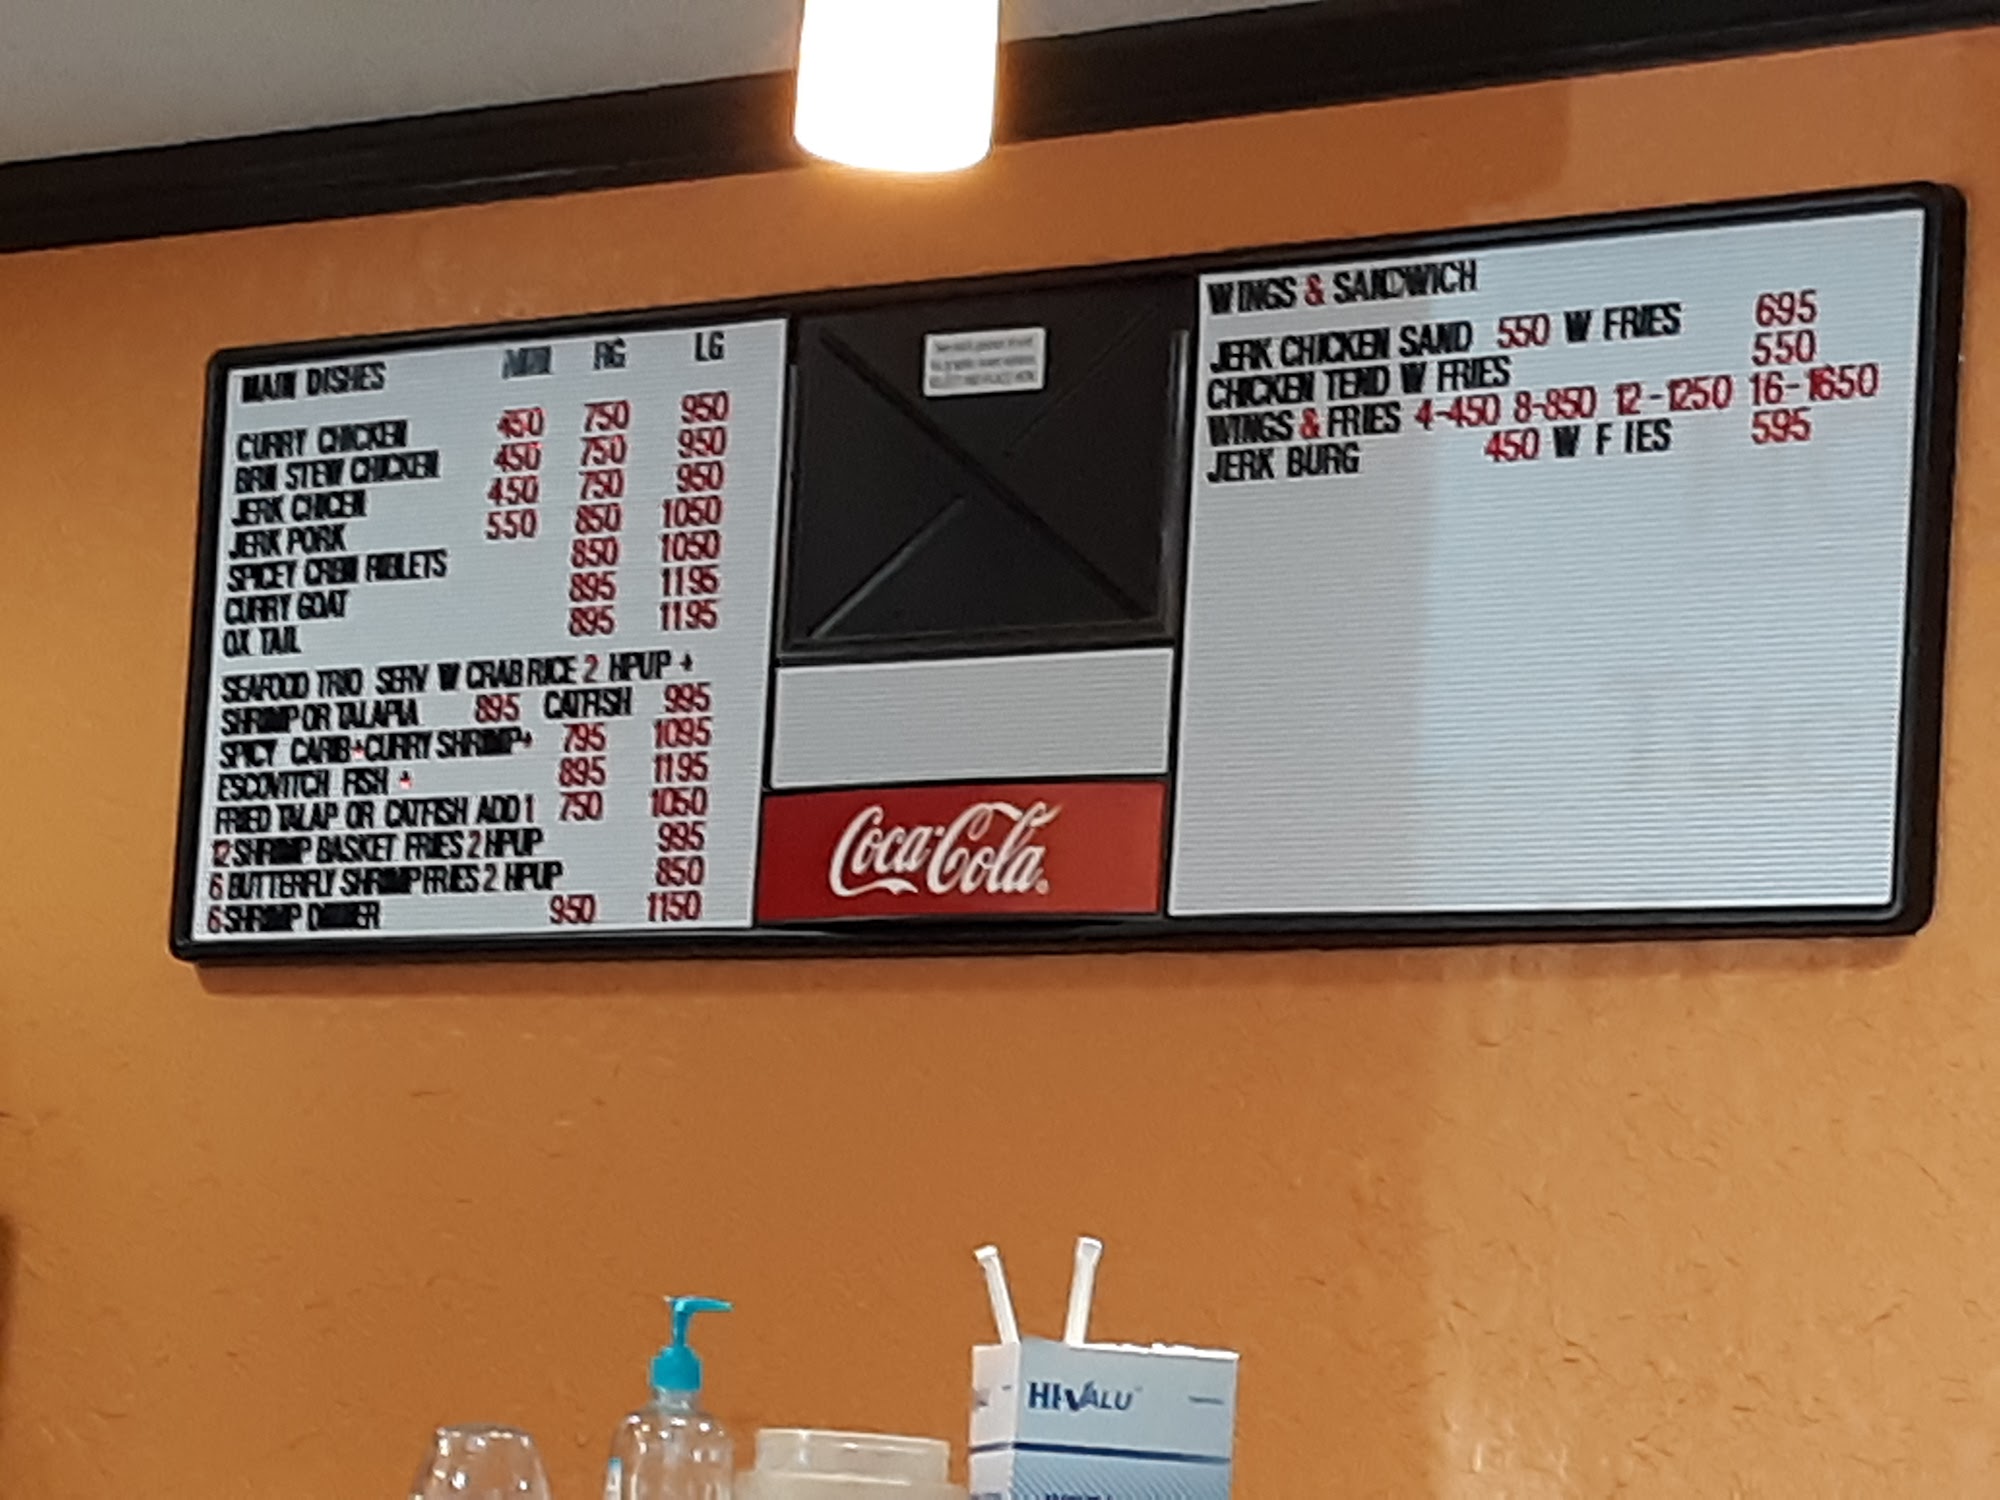 MAIN DISHES MINI RG LG
CURRY CHICKEN 450 750 950
BRN STEW CHICKEN 450 750 950
JERK CHICEN 450 750 950
JERK PORK 550 850 1050
SPICEY CRBN RIBLETS 850 1050
CURRY GOAT 895 1195
OX TAIL 895 1195
SEAFOOD TRIO SERV W CRAB RICE 2 HPUP +
SHRIMP OR TALAPIA 895 CATFISH 995
SPICY CARIB+CURRY SHRIMP+ 795 1095
ESCOVITCH FISH + 895 1195
FRIED TALAP OR CATFISH ADD 1 750 1050
12 SHRIMP BASKET FRIES 2 HPUP 995
6 BUTTERFLY SHRIMP FRIES 2 HPUP 850
6 SHRIMP DINNER 950 1150
Coca-Cola
WINGS & SANDWICH
JERK CHICKEN SAND 550 W FRIES 695
CHICKEN TEND W FRIES 550
WINGS & FRIES 4-450 8-850 12-1250 16-1650
JERK BURG 450 W F IES 595
HI-VALU